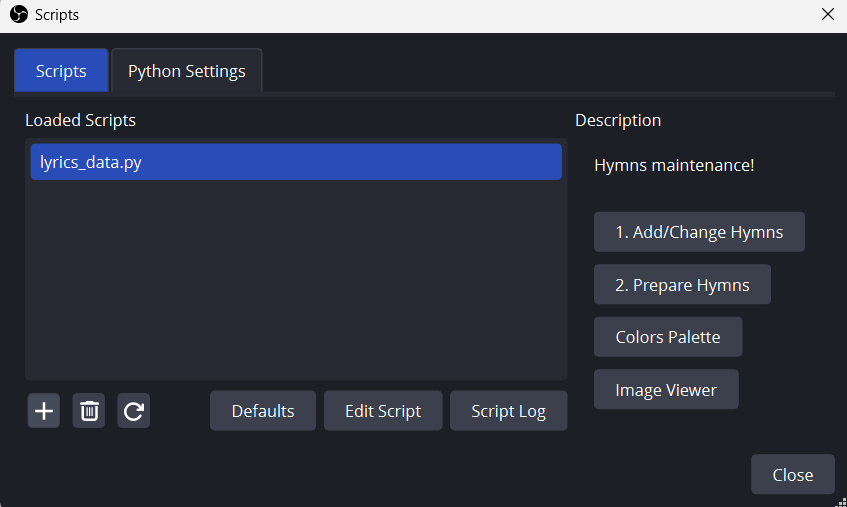 Scripts
Scripts
Python Settings
Loaded Scripts
lyrics_data.py
Defaults
Edit Script
Script Log
Description
Hymns maintenance!
1. Add/Change Hymns
2. Prepare Hymns
Colors Palette
Image Viewer
Close